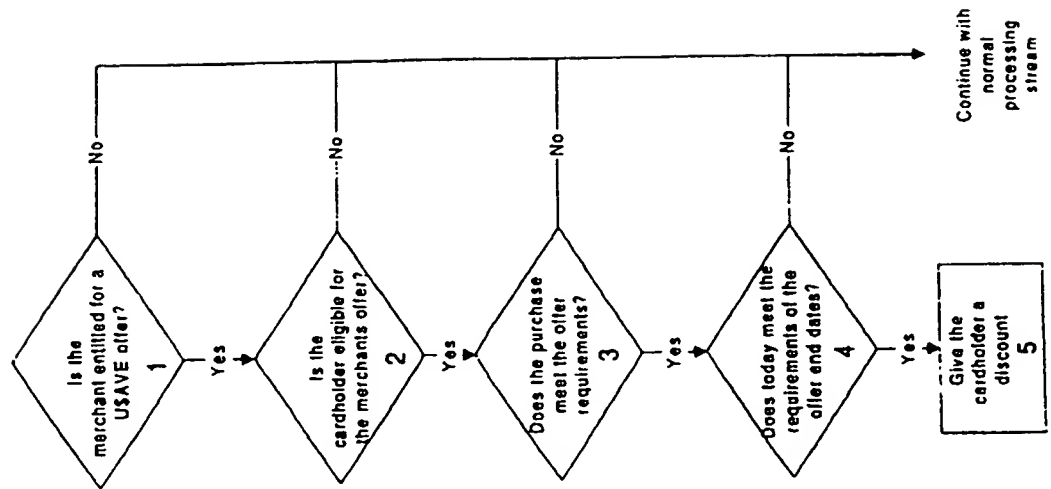 Is the
merchant entitled for a
USAVE offer?
1
No
Yes
Is the
cardholder eligible for
the merchants offer?
2
No
Yes
Does the purchase
meet the offer
requirements?
3
No
Yes
Does today meet the
requirements of the
offer end dates?
4
No
Yes
Give the
cardholder a
discount
5
Continue with
normal
processing
stream